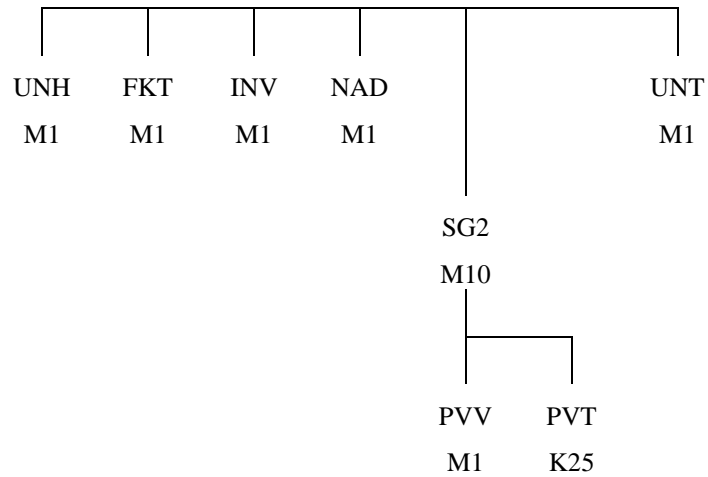 UNH FKT INV NAD UNT
M1 M1 M1 M1 M1
SG2
M10
PVV PVT
M1 K25